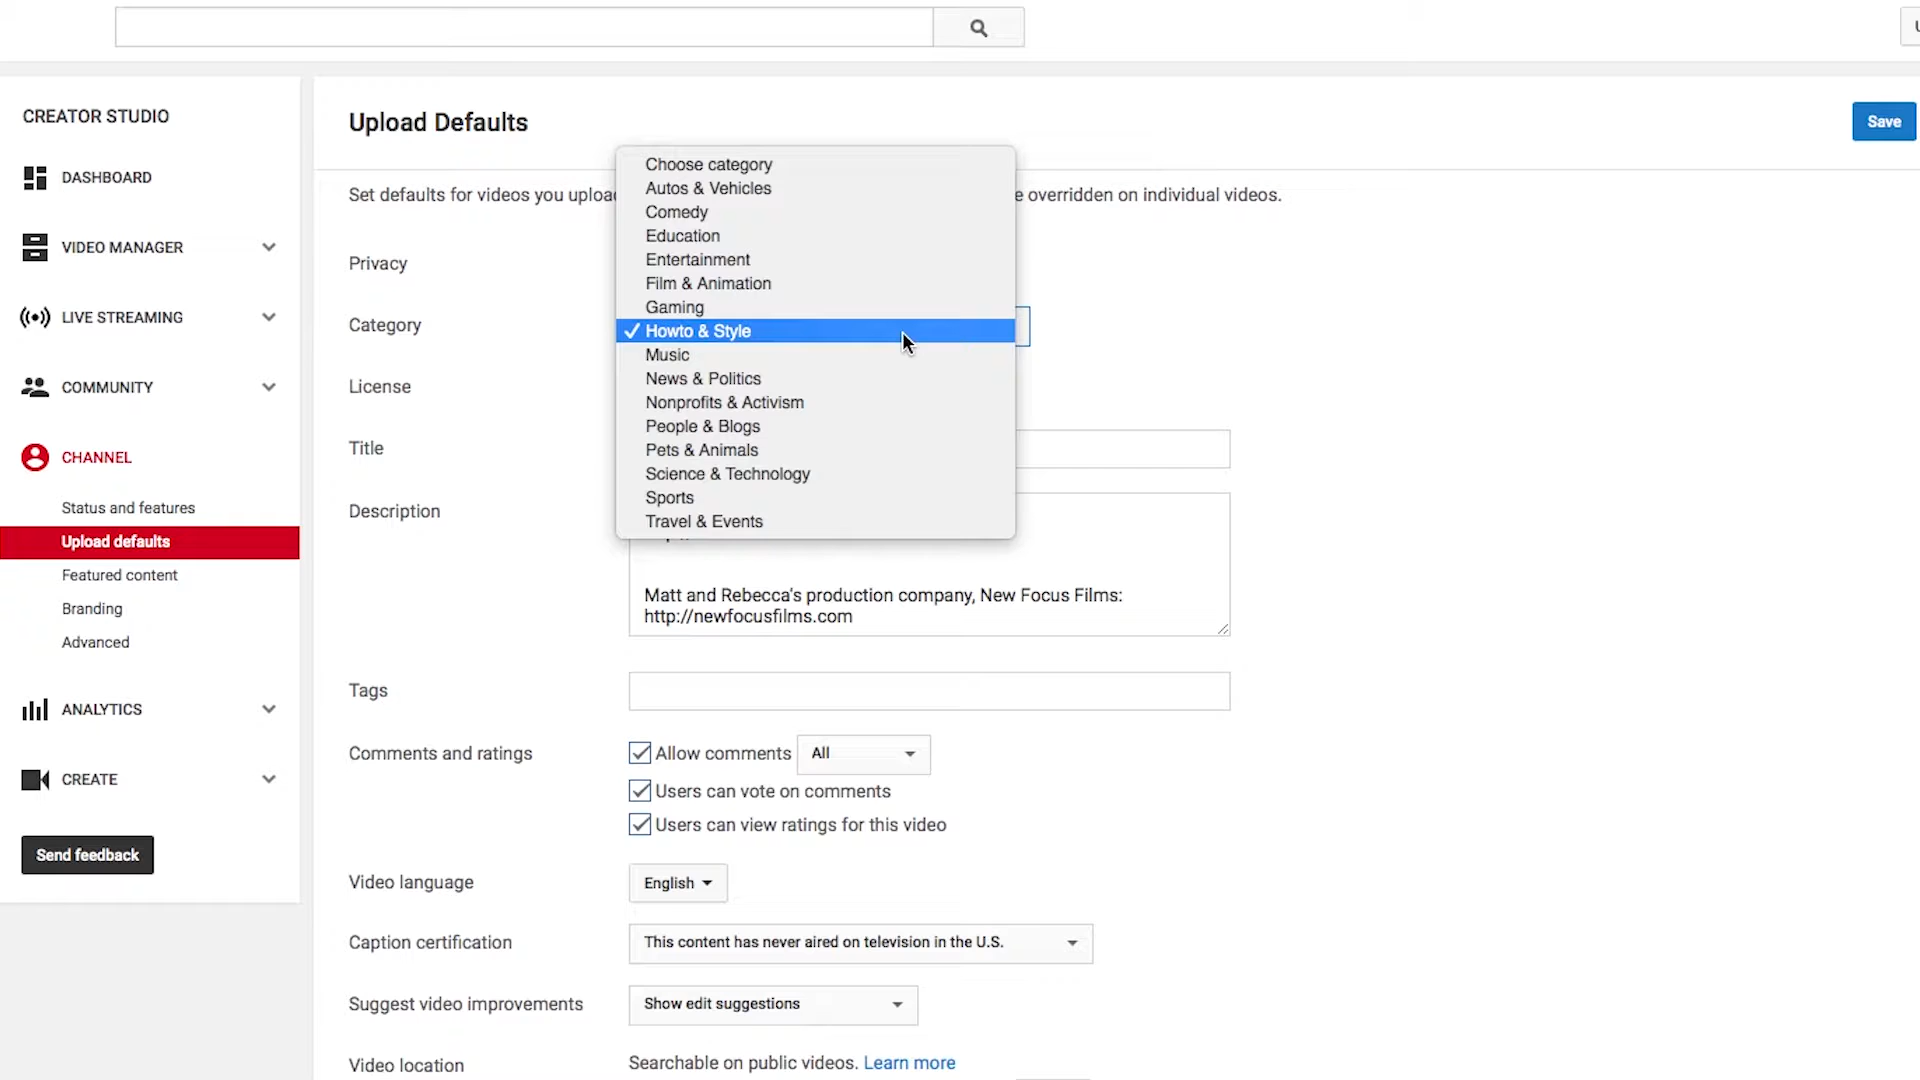 CREATOR STUDIO
DASHBOARD
VIDEO MANAGER
LIVE STREAMING
COMMUNITY
CHANNEL
Status and features
Upload defaults
Featured content
Branding
Advanced
ANALYTICS
CREATE
Send feedback
Upload Defaults
Save
Set defaults for videos you uploa
e overridden on individual videos.
Privacy
Category
License
Title
Description
Choose category
Autos & Vehicles
Comedy
Education
Entertainment
Film & Animation
Gaming
Howto & Style
Music
News & Politics
Nonprofits & Activism
People & Blogs
Pets & Animals
Science & Technology
Sports
Travel & Events
Matt and Rebecca's production company, New Focus Films:
http://newfocusfilms.com
Tags
Comments and ratings
Allow comments All
Users can vote on comments
Users can view ratings for this video
Video language English
Caption certification This content has never aired on television in the U.S.
Suggest video improvements Show edit suggestions
Video location Searchable on public videos. Learn more